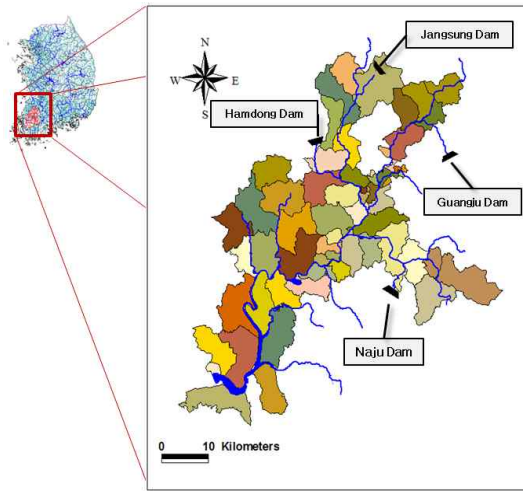 Jangsung Dam
N
W E
S
Hamdong Dam
Guangju Dam
Naju Dam
0 10 Kilometers